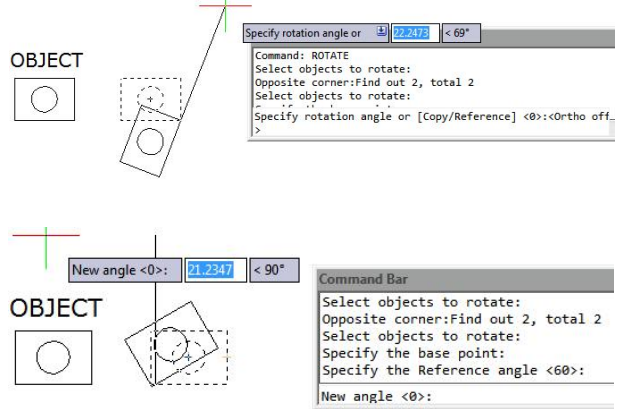 Specify rotation angle or 22.2473 < 69°
OBJECT
Command: ROTATE
Select objects to rotate:
Opposite corner:Find out 2, total 2
Select objects to rotate:
Specify rotation angle or [Copy/Reference] <0>:<Ortho off
>
New angle <0>: 21.2347 < 90°
Command Bar
OBJECT
Select objects to rotate:
Opposite corner:Find out 2, total 2
Select objects to rotate:
Specify the base point:
Specify the Reference angle <60>:
New angle <0>: